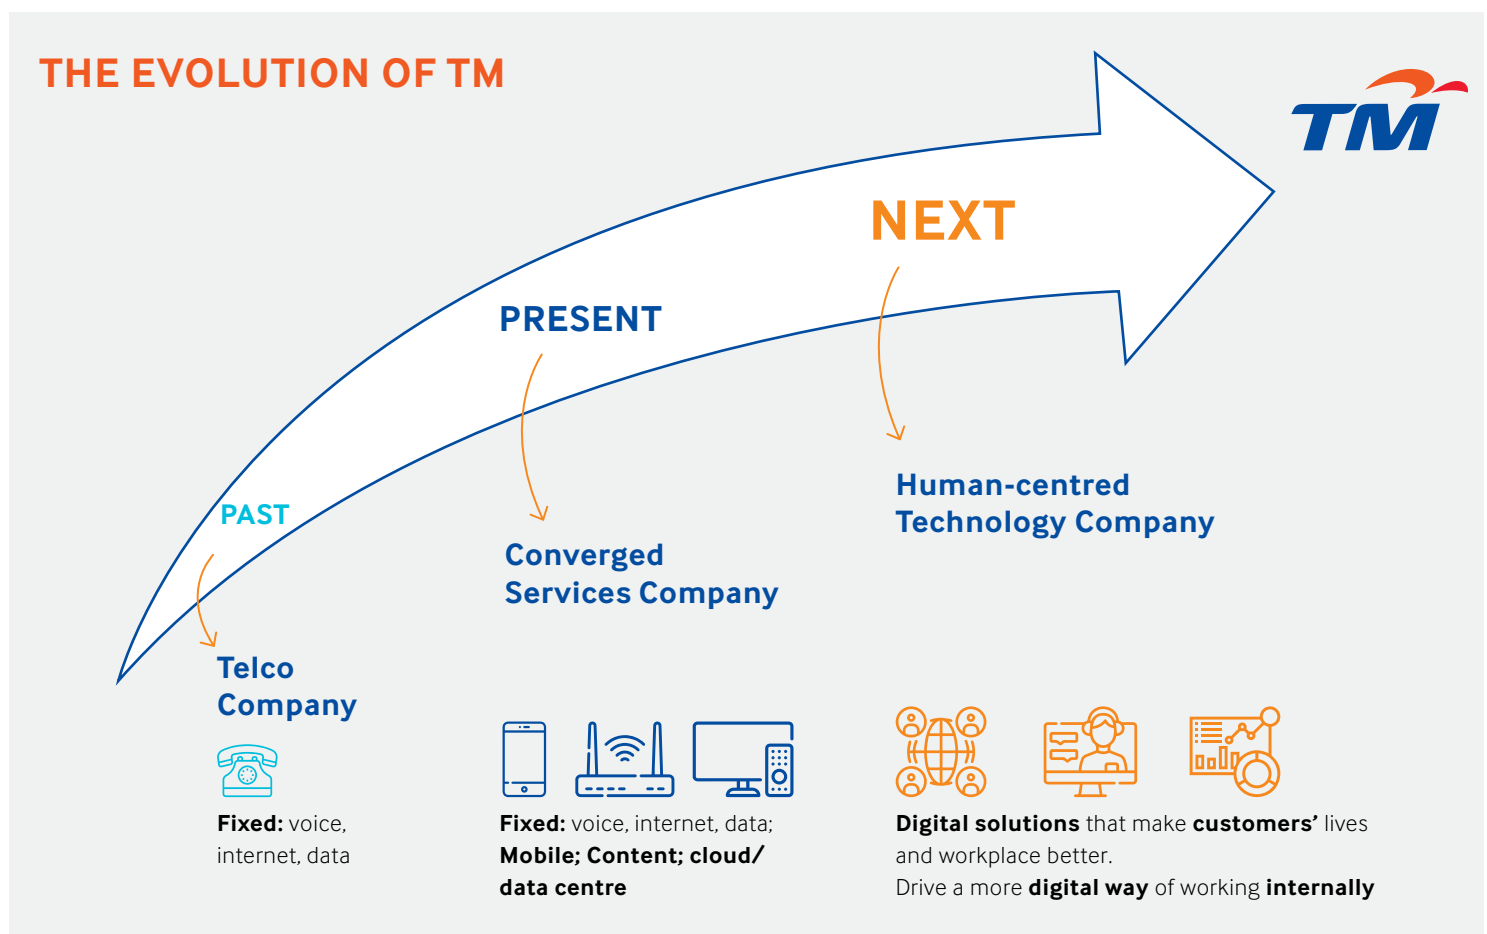 THE EVOLUTION OF TM
TM
NEXT
PRESENT
PAST
Human-centred
Technology Company
Converged
Services Company
Telco
Company
Fixed: voice,
internet, data
Fixed: voice, internet, data;
Mobile; Content; cloud/
data centre
Digital solutions that make customers’ lives
and workplace better.
Drive a more digital way of working internally